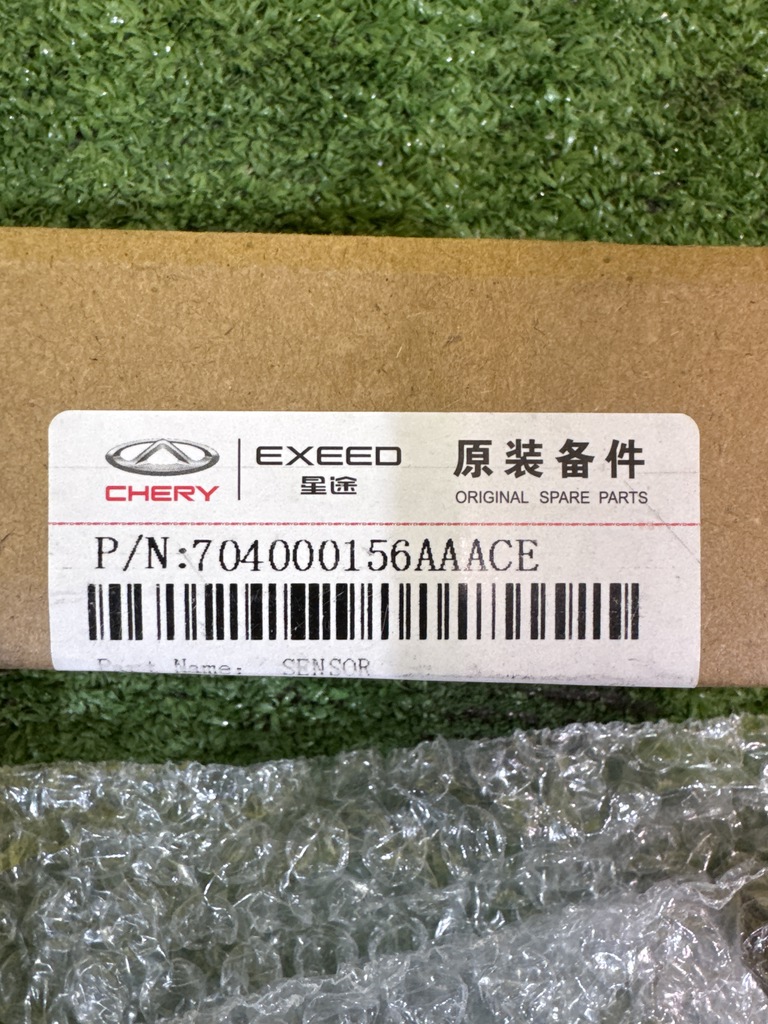 CHERY
EXEED
星途
原装备件
ORIGINAL SPARE PARTS
P/N:704000156AAACE
Part Name: SENSOR